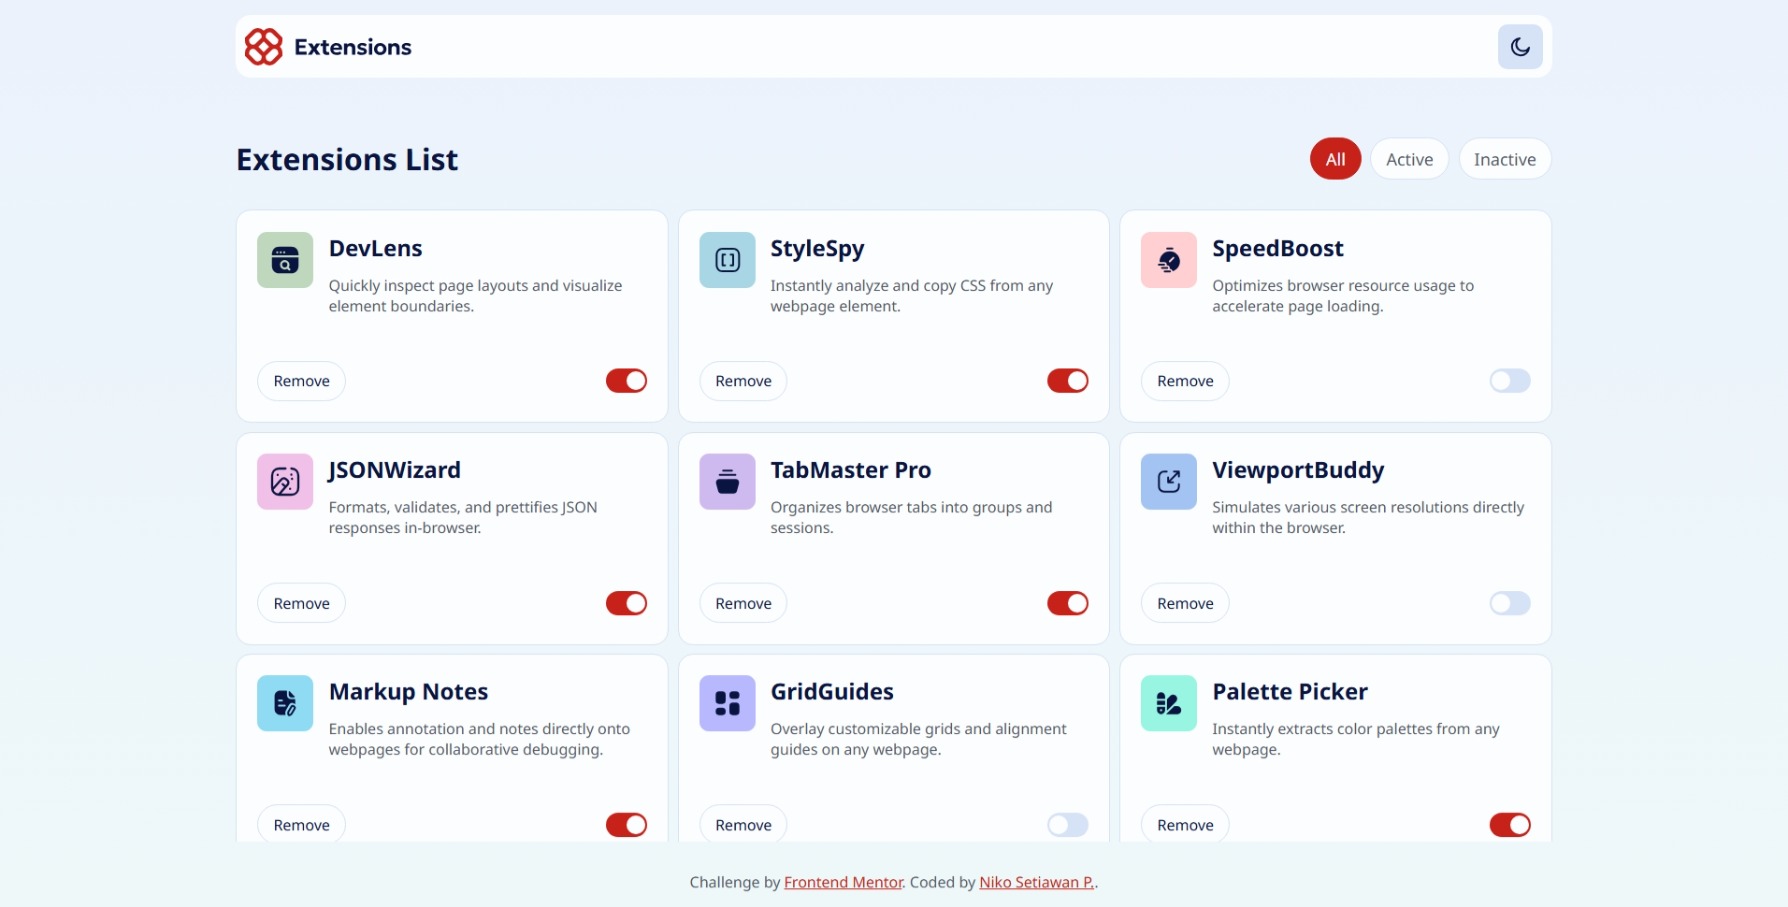 Extensions
Extensions List
All
Active
Inactive
DevLens
Quickly inspect page layouts and visualize
element boundaries.
Remove
StyleSpy
Instantly analyze and copy CSS from any
webpage element.
Remove
SpeedBoost
Optimizes browser resource usage to
accelerate page loading.
Remove
JSONWizard
Formats, validates, and prettifies JSON
responses in-browser.
Remove
TabMaster Pro
Organizes browser tabs into groups and
sessions.
Remove
ViewportBuddy
Simulates various screen resolutions directly
within the browser.
Remove
Markup Notes
Enables annotation and notes directly onto
webpages for collaborative debugging.
Remove
GridGuides
Overlay customizable grids and alignment
guides on any webpage.
Remove
Palette Picker
Instantly extracts color palettes from any
webpage.
Remove
Challenge by Frontend Mentor. Coded by Niko Setiawan P..